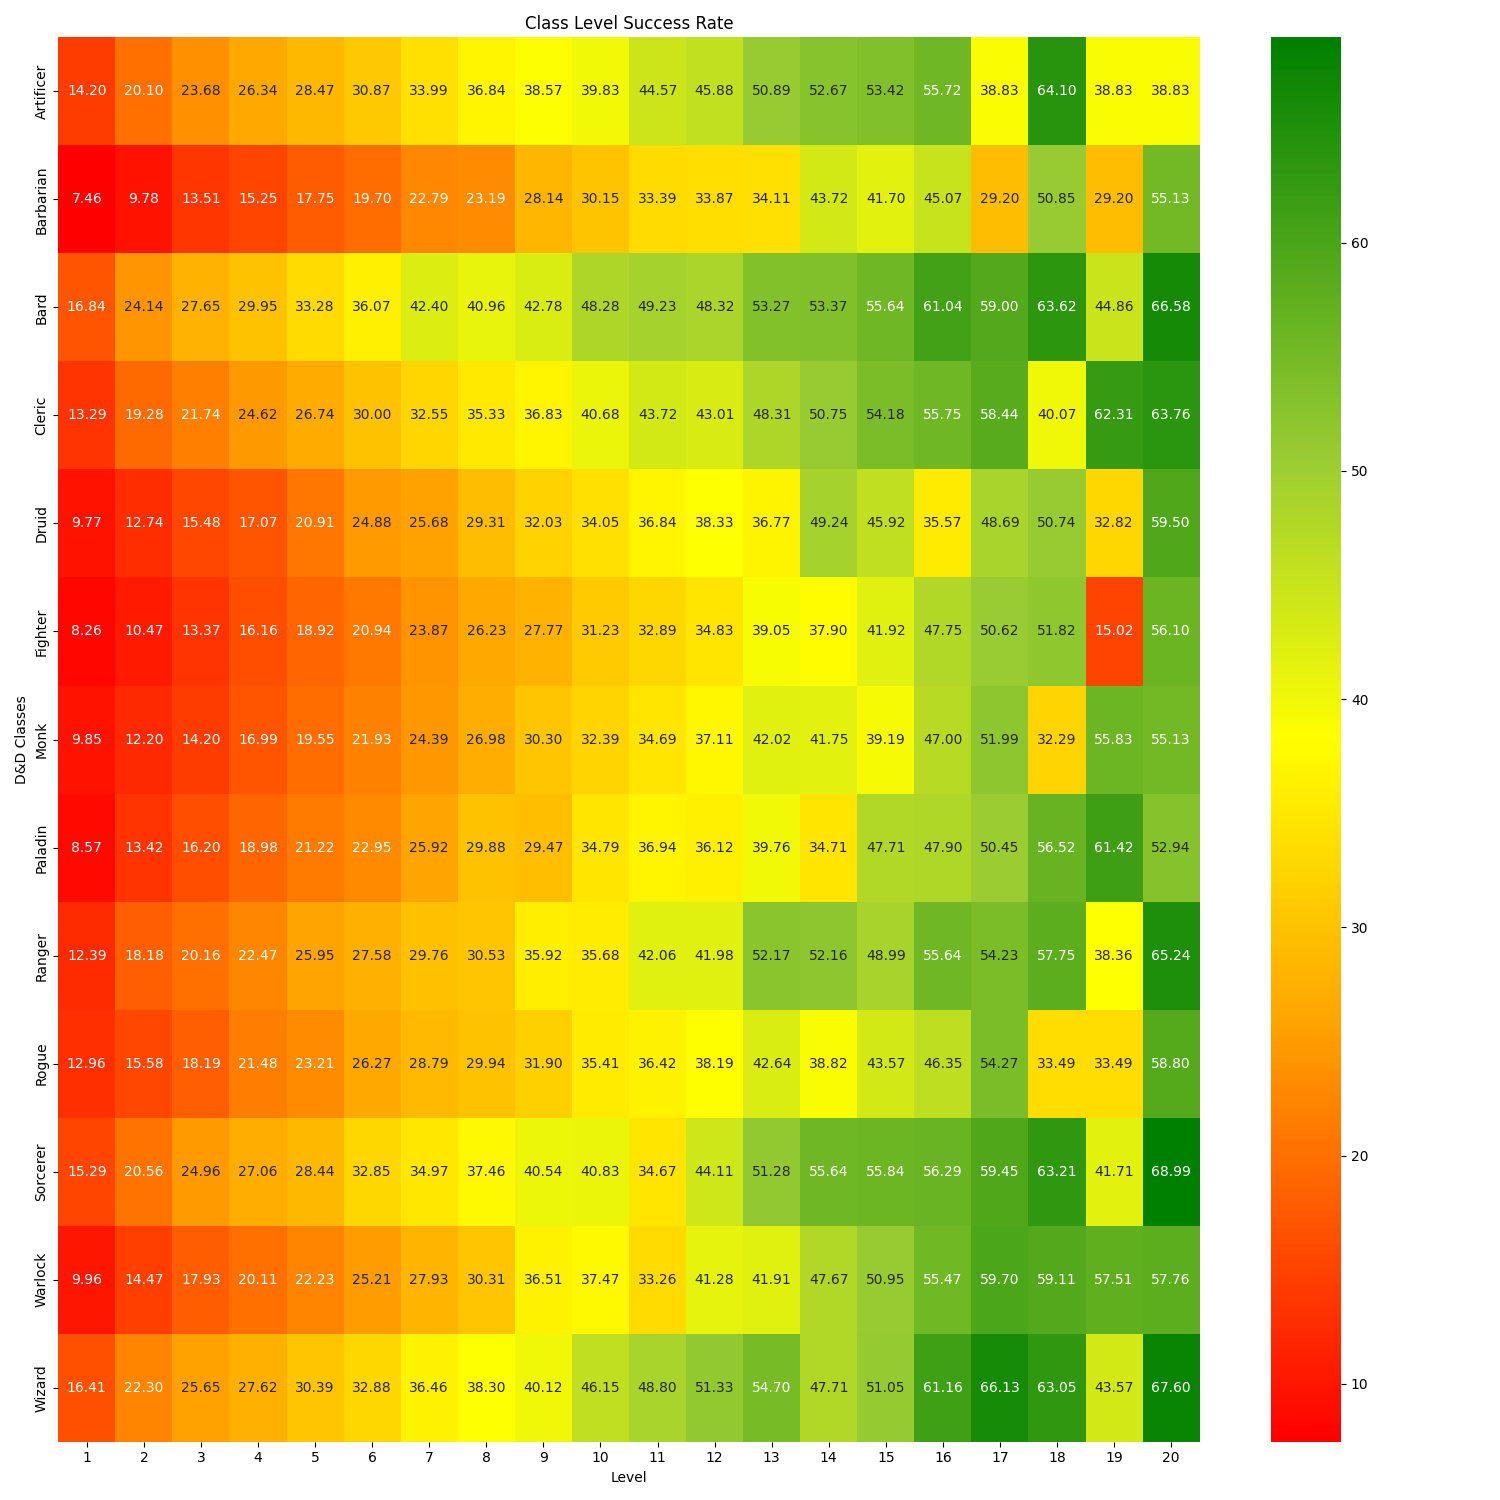 Class Level Success Rate
Artificer 14.20 20.10 23.68 26.34 28.47 30.87 33.99 36.84 38.57 39.83 44.57 45.88 50.89 52.67 53.42 55.72 38.83 64.10 38.83 38.83
Barbarian 7.46 9.78 13.51 15.25 17.75 19.70 22.79 23.19 28.14 30.15 33.39 33.87 34.11 43.72 41.70 45.07 29.20 50.85 29.20 55.13
Bard 16.84 24.14 27.65 29.95 33.28 36.07 42.40 40.96 42.78 48.28 49.23 48.32 53.27 53.37 55.64 61.04 59.00 63.62 44.86 66.58
Cleric 13.29 19.28 21.74 24.62 26.74 30.00 32.55 35.33 36.83 40.68 43.72 43.01 48.31 50.75 54.18 55.75 58.44 40.07 62.31 63.76
Druid 9.77 12.74 15.48 17.07 20.91 24.88 25.68 29.31 32.03 34.05 36.84 38.33 36.77 49.24 45.92 35.57 48.69 50.74 32.82 59.50
Fighter 8.26 10.47 13.37 16.16 18.92 20.94 23.87 26.23 27.77 31.23 32.89 34.83 39.05 37.90 41.92 47.75 50.62 51.82 15.02 56.10
Monk 9.85 12.20 14.20 16.99 19.55 21.93 24.39 26.98 30.30 32.39 34.69 37.11 42.02 41.75 39.19 47.00 51.99 32.29 55.83 55.13
Paladin 8.57 13.42 16.20 18.98 21.22 22.95 25.92 29.88 29.47 34.79 36.94 36.12 39.76 34.71 47.71 47.90 50.45 56.52 61.42 52.94
Ranger 12.39 18.18 20.16 22.47 25.95 27.58 29.76 30.53 35.92 35.68 42.06 41.98 52.17 52.16 48.99 55.64 54.23 57.75 38.36 65.24
Rogue 12.96 15.58 18.19 21.48 23.21 26.27 28.79 29.94 31.90 35.41 36.42 38.19 42.64 38.82 43.57 46.35 54.27 33.49 33.49 58.80
Sorcerer 15.29 20.56 24.96 27.06 28.44 32.85 34.97 37.46 40.54 40.83 34.67 44.11 51.28 55.64 55.84 56.29 59.45 63.21 41.71 68.99
Warlock 9.96 14.47 17.93 20.11 22.23 25.21 27.93 30.31 36.51 37.47 33.26 41.28 41.91 47.67 50.95 55.47 59.70 59.11 57.51 57.76
Wizard 16.41 22.30 25.65 27.62 30.39 32.88 36.46 38.30 40.12 46.15 48.80 51.33 54.70 47.71 51.05 61.16 66.13 63.05 43.57 67.60
1 2 3 4 5 6 7 8 9 10 11 12 13 14 15 16 17 18 19 20
Level
D&D Classes
60
50
40
30
20
10